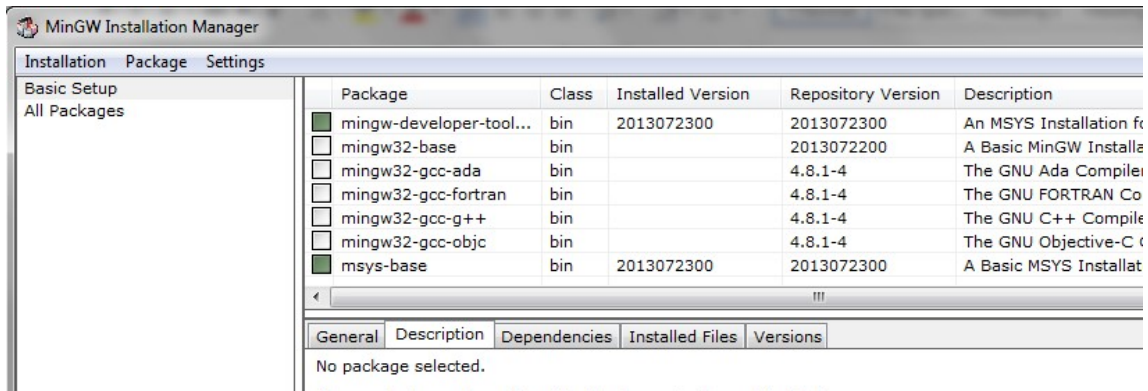 MinGW Installation Manager
Installation Package Settings
Basic Setup
All Packages
Package Class Installed Version Repository Version Description
mingw-developer-tool... bin 2013072300 2013072300 An MSYS Installation fo
mingw32-base bin 2013072200 A Basic MinGW Installa
mingw32-gcc-ada bin 4.8.1-4 The GNU Ada Compiler
mingw32-gcc-fortran bin 4.8.1-4 The GNU FORTRAN Co
mingw32-gcc-g++ bin 4.8.1-4 The GNU C++ Compile
mingw32-gcc-objc bin 4.8.1-4 The GNU Objective-C
msys-base bin 2013072300 2013072300 A Basic MSYS Installat
General Description Dependencies Installed Files Versions
No package selected.